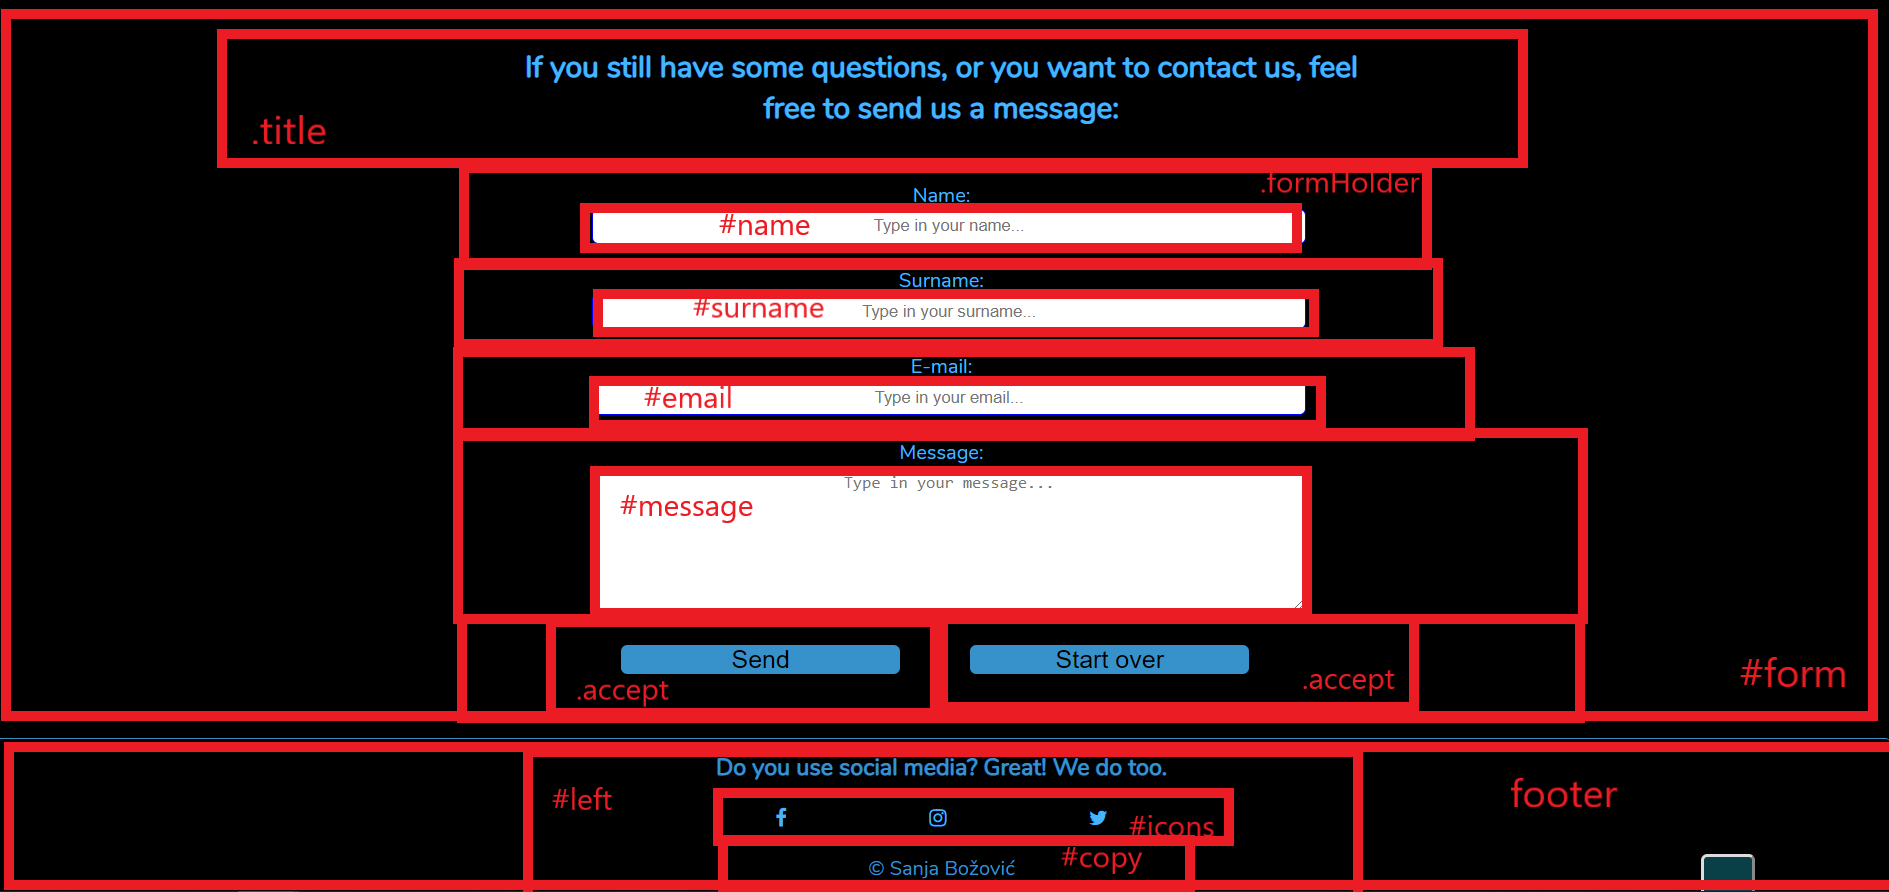 If you still have some questions, or you want to contact us, feel
free to send us a message:
.title
.formHolder
Name:
#name
Type in your name...
Surname:
#surname
Type in your surname...
E-mail:
#email
Type in your email...
Message:
Type in your message...
#message
Send
Start over
.accept
.accept
#form
Do you use social media? Great! We do too.
#left
footer
#icons
#copy
© Sanja Božović